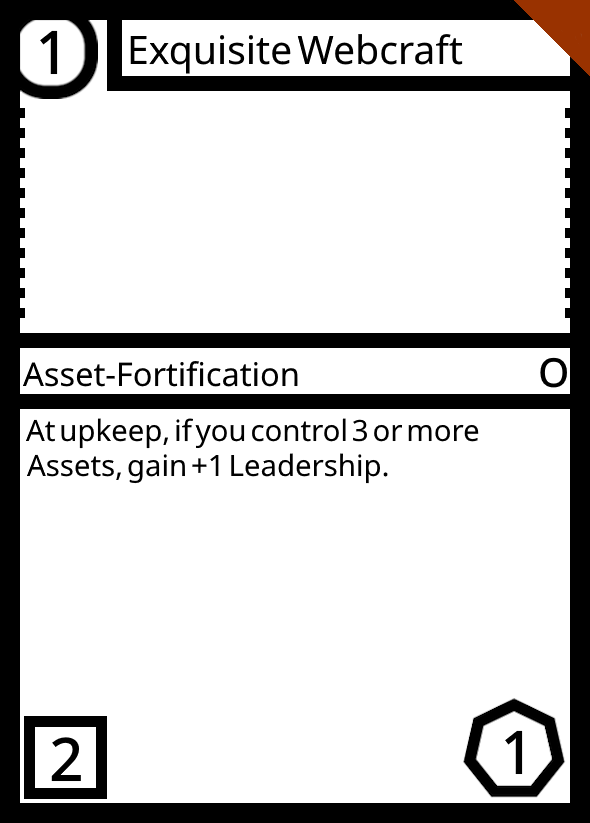 1
Exquisite Webcraft
Asset-Fortification O
At upkeep, if you control 3 or more
Assets, gain +1 Leadership.
2
1